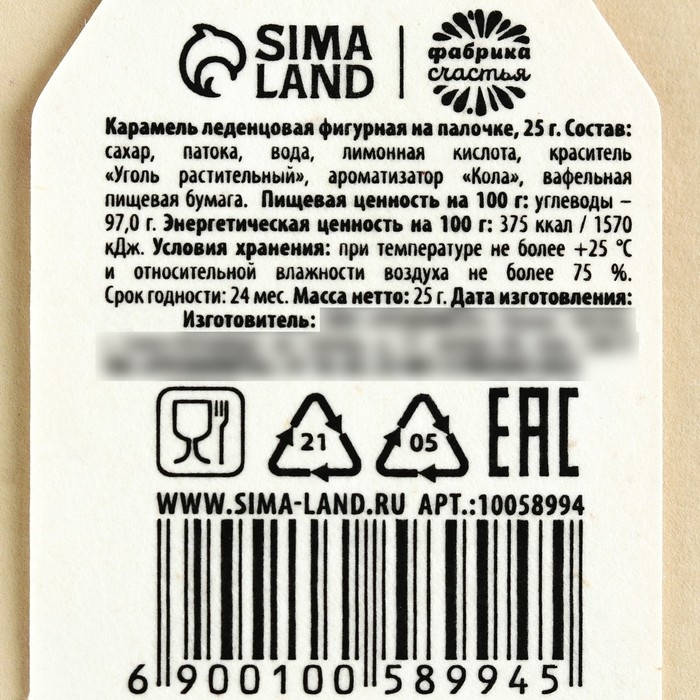 SIMA LAND
фабрика счастья
Карамель леденцовая фигурная на палочке, 25 г. Состав:
сахар, патока, вода, лимонная кислота, краситель
«Уголь растительный», ароматизатор «Кола», вафельная
пищевая бумага. Пищевая ценность на 100 г: углеводы –
97,0 г. Энергетическая ценность на 100 г: 375 ккал / 1570
кДж. Условия хранения: при температуре не более +25 °С
и относительной влажности воздуха не более 75 %.
Срок годности: 24 мес. Масса нетто: 25 г. Дата изготовления:
Изготовитель:
21
05
EAC
WWW.SIMA-LAND.RU АРТ.:10058994
6 900100 589945